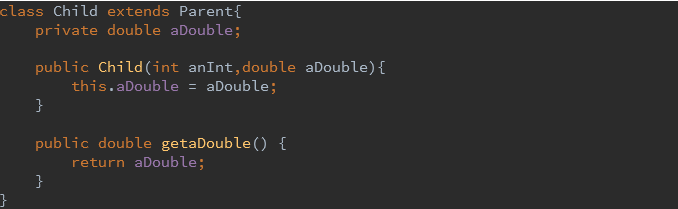 class Child extends Parent{
    private double aDouble;

    public Child(int anInt,double aDouble){
        this.aDouble = aDouble;
    }

    public double getaDouble() {
        return aDouble;
    }
}